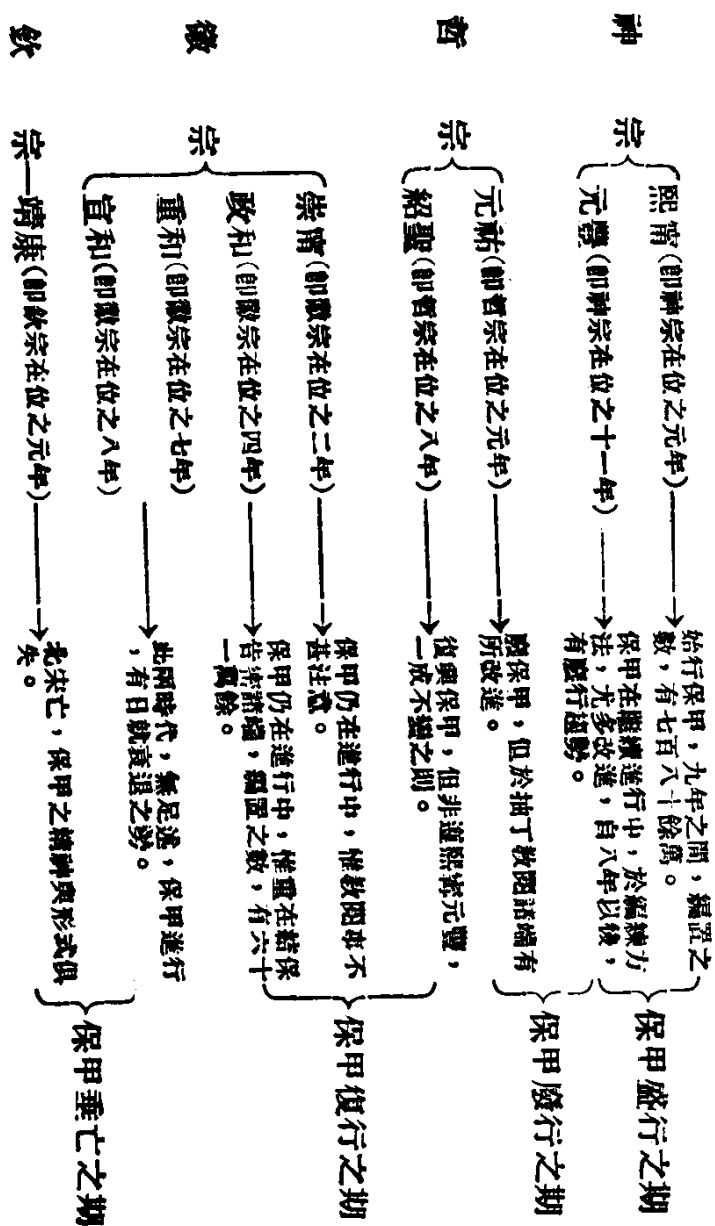 神宗
熙甯（即神宗在位之元年）
始行保甲，九年之間，編置之
數，有七百八十餘萬。
元豐（即神宗在位之十一年）
保甲在繼續進行中，於編練方
法，尤多改進，自八年以後，
有廢行趨勢。
保甲盛行之期
哲宗
元祐（即哲宗在位之元年）
廢保甲，但於抽丁教閱諸端有
所改進。
保甲廢行之期
紹聖（即哲宗在位之八年）
復興保甲，但非遵熙甯元豐，
一成不變之則。
徽宗
崇甯（即徽宗在位之二年）
保甲仍在進行中，惟教閱事不
甚注意。
政和（即徽宗在位之四年）
保甲仍在進行中，惟重在結保
告密諸端，編置之數，有六十
一萬餘。
保甲復行之期
重和（即徽宗在位之七年）
宣和（即徽宗在位之八年）
此兩時代，無足述，保甲進行
，有日就衰退之勢。
欽宗
靖康（即欽宗在位之元年）
北宋亡，保甲之精神與形式俱
失。
保甲垂亡之期